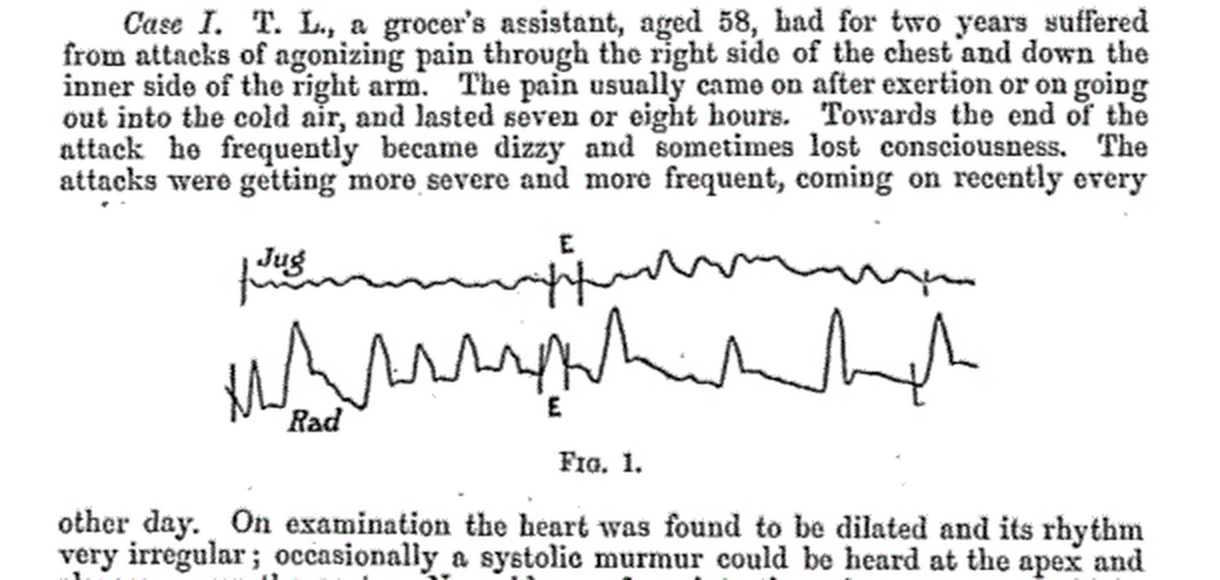 Case I. T. L., a grocer's assistant, aged 58, had for two years suffered
from attacks of agonizing pain through the right side of the chest and down the
inner side of the right arm. The pain usually came on after exertion or on going
out into the cold air, and lasted seven or eight hours. Towards the end of the
attack he frequently became dizzy and sometimes lost consciousness. The
attacks were getting more severe and more frequent, coming on recently every
Jug
E
Rad
E
FIG. 1.
other day. On examination the heart was found to be dilated and its rhythm
very irregular; occasionally a systolic murmur could be heard at the apex and